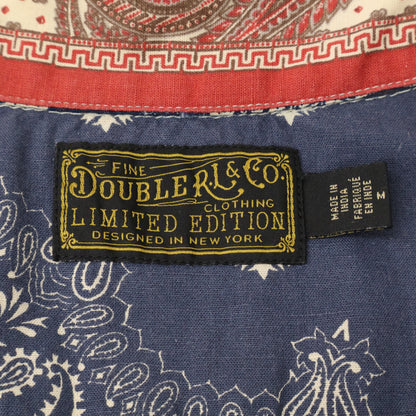 FINE
DOUBLE RL & CO.
CLOTHING
LIMITED EDITION
DESIGNED IN NEW YORK
MADE IN
INDIA
FABRIQUÉ
EN INDE
M